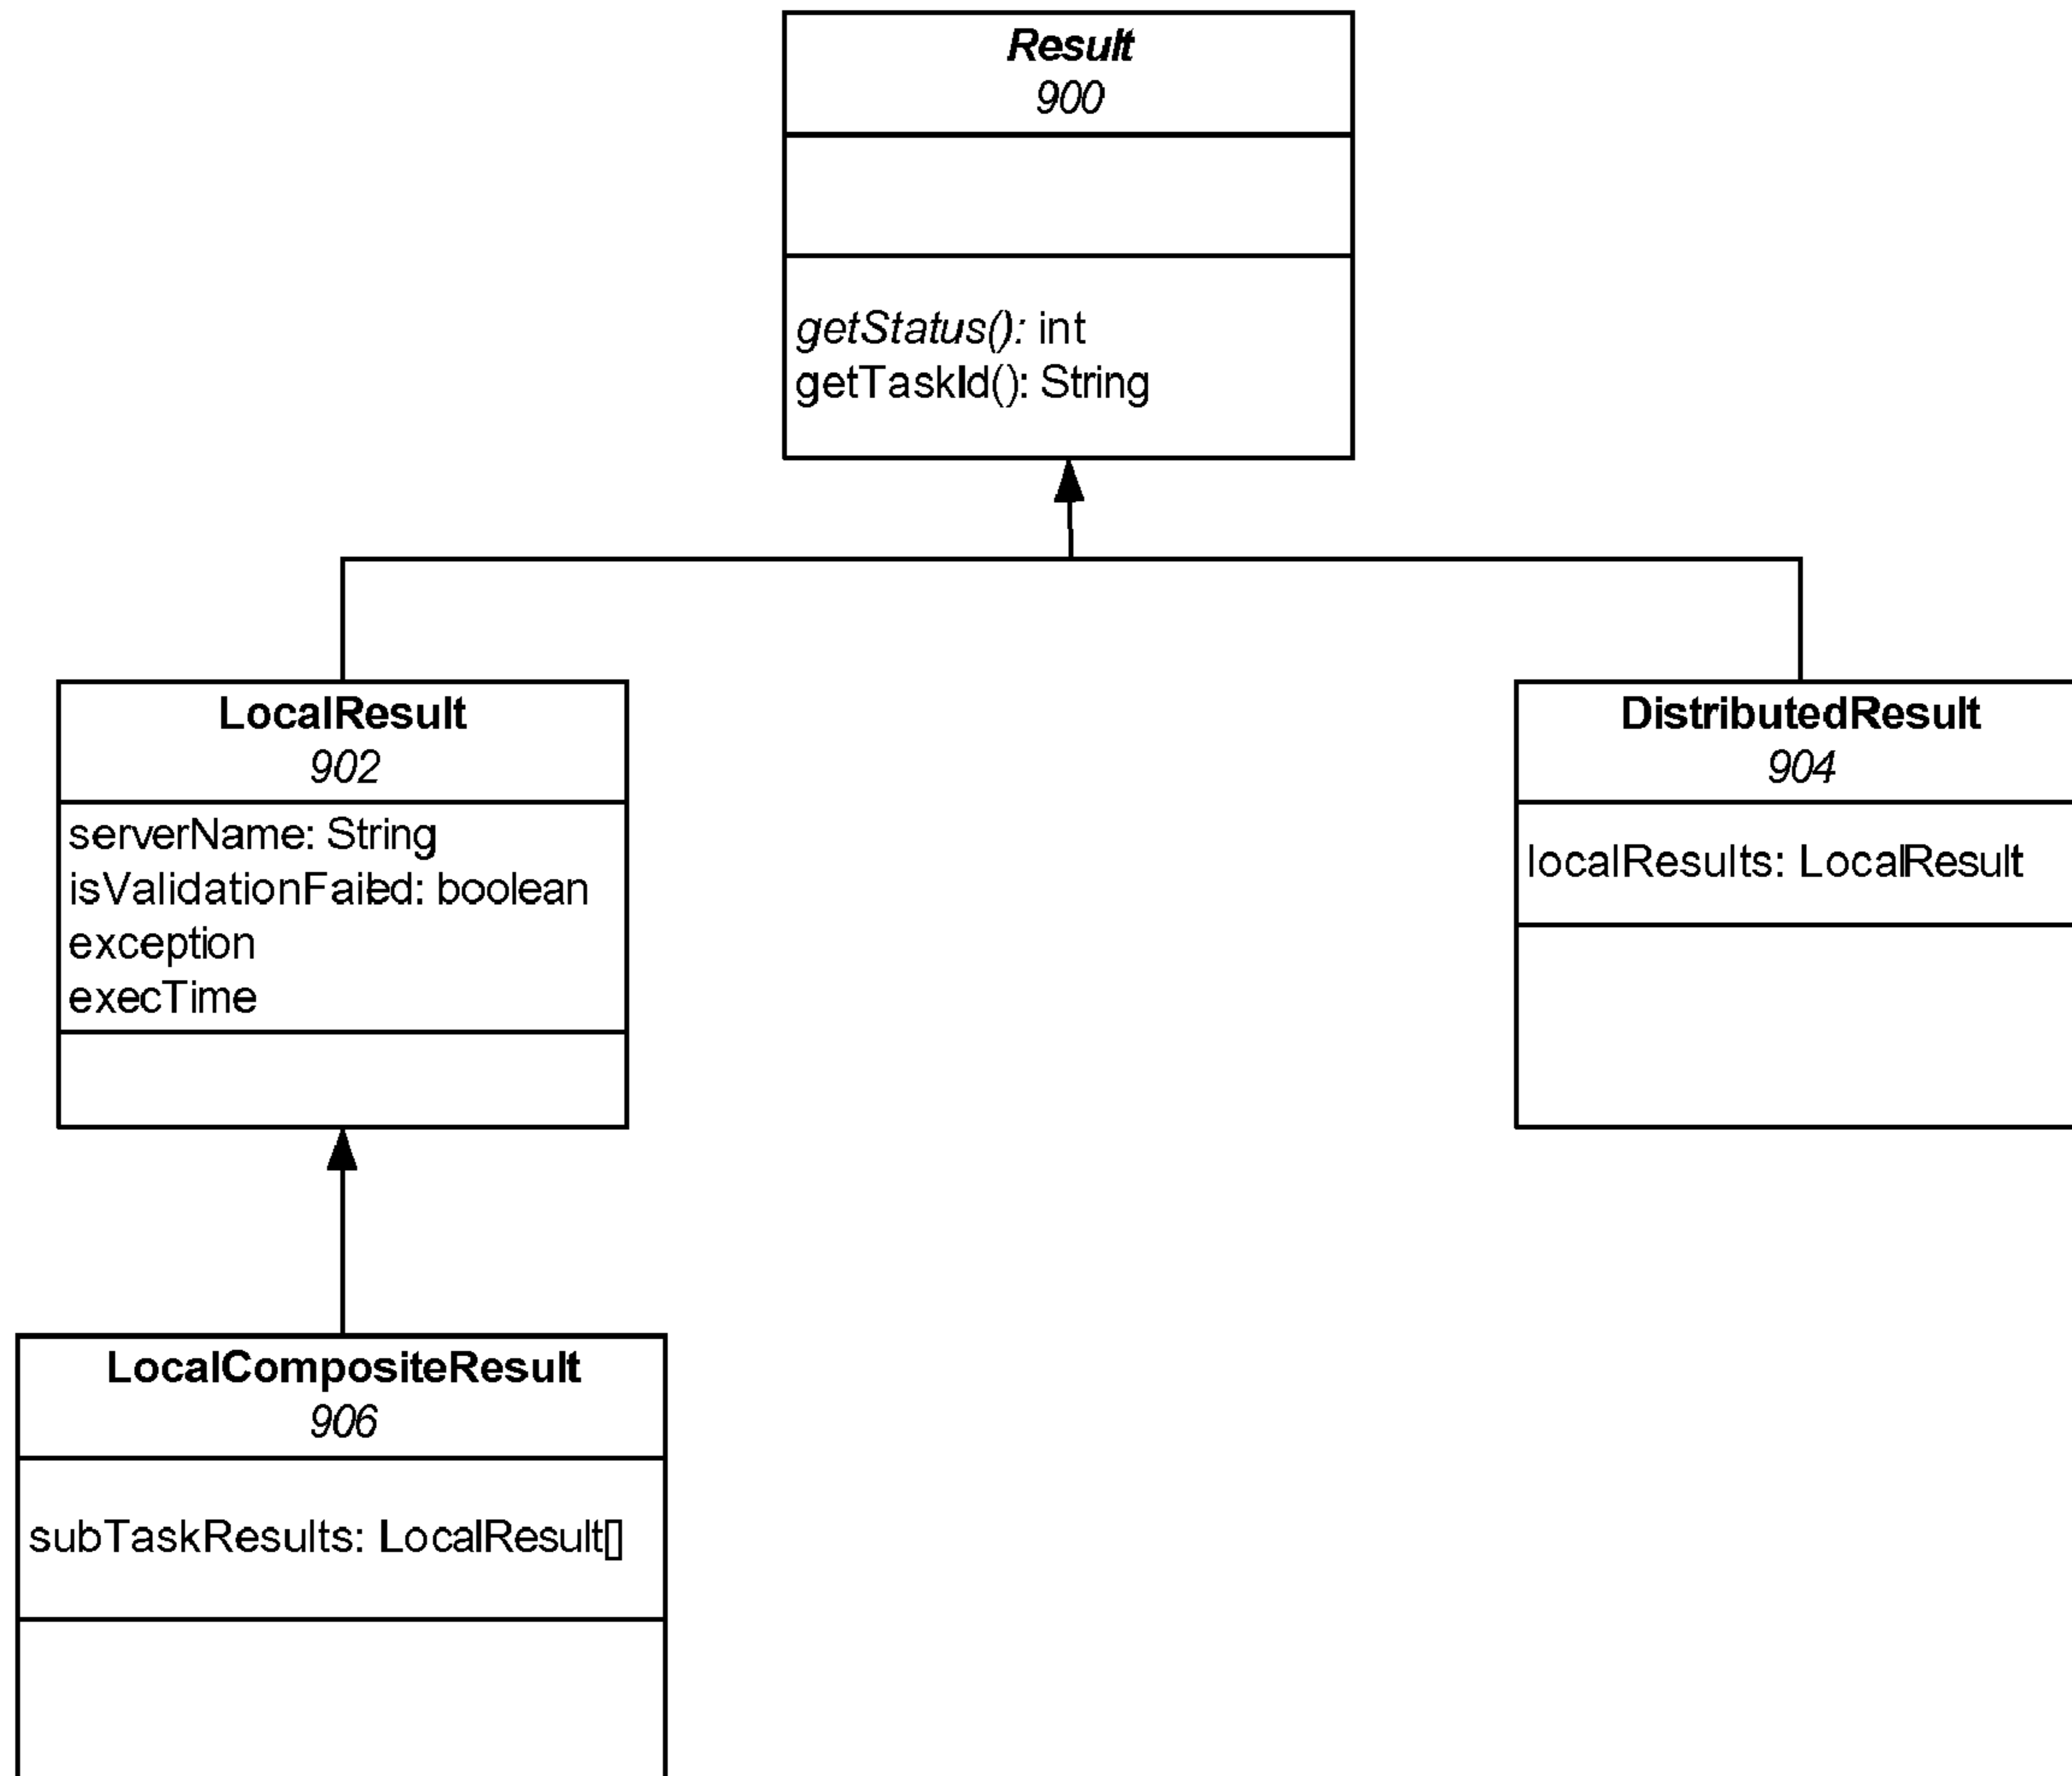 Result
900
getStatus(): int
getTaskId(): String
LocalResult
902
serverName: String
isValidationFailed: boolean
exception
execTime
DistributedResult
904
localResults: LocalResult
LocalCompositeResult
906
subTaskResults: LocalResult[]